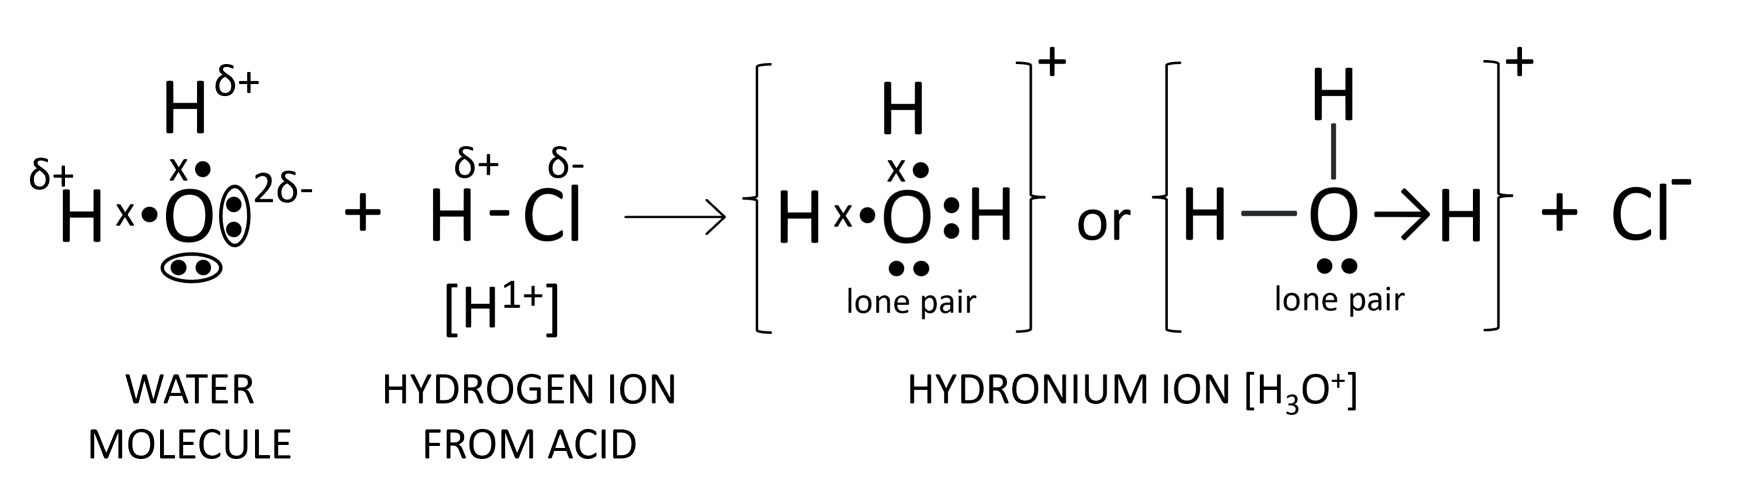 H δ+
δ+ H x• O 2δ- + δ+ δ- H - Cl → [ H x• H x• O : H lone pair ]+ or [ H H — O → H lone pair ]+ + Cl⁻
[H¹⁺]
WATER MOLECULE
HYDROGEN ION FROM ACID
HYDRONIUM ION [H₃O⁺]